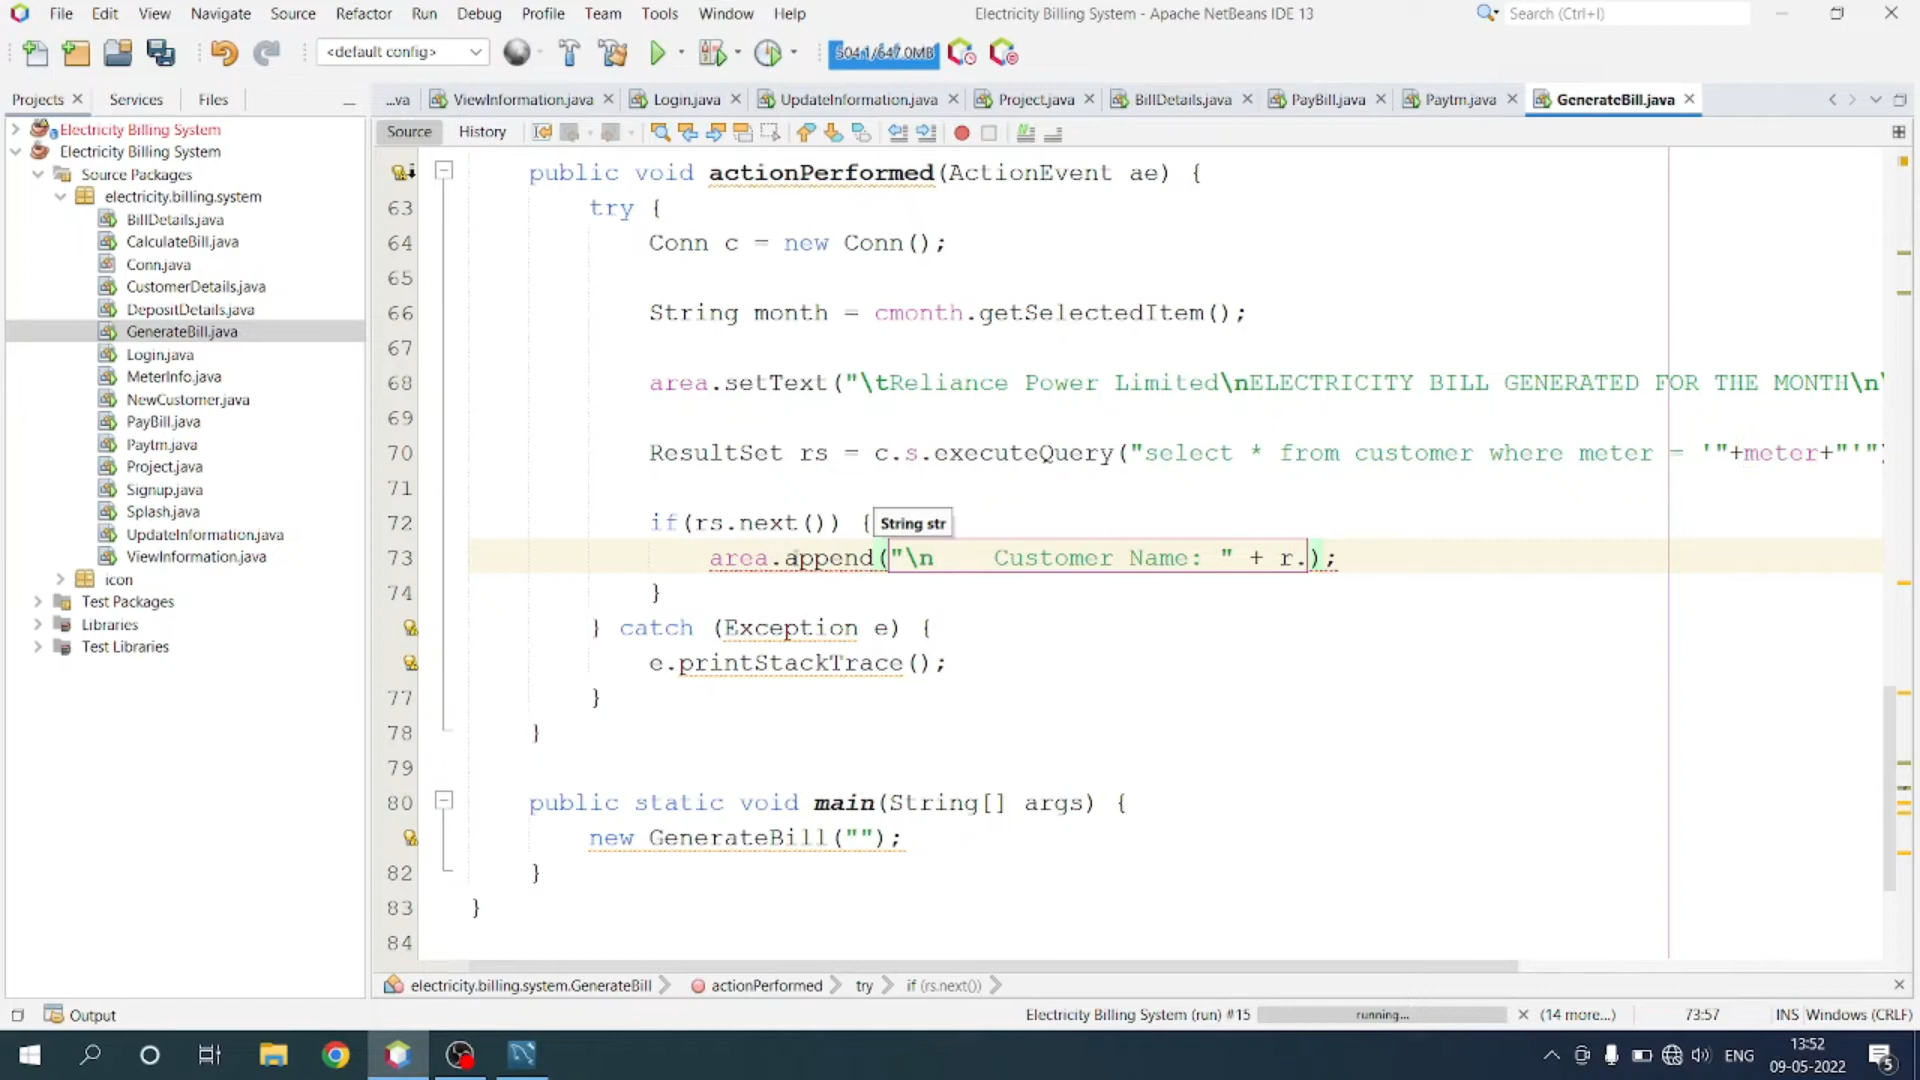 File Edit View Navigate Source Refactor Run Debug Profile Team Tools Window Help
Electricity Billing System - Apache NetBeans IDE 13
Search (Ctrl+I)
<default config>
504.1/647.0MB
Projects Services Files
...va ViewInformation.java Login.java UpdateInformation.java Project.java BillDetails.java PayBill.java Paytm.java GenerateBill.java
Source History
Electricity Billing System
Electricity Billing System
Source Packages
electricity.billing.system
BillDetails.java
CalculateBill.java
Conn.java
CustomerDetails.java
DepositDetails.java
GenerateBill.java
Login.java
MeterInfo.java
NewCustomer.java
PayBill.java
Paytm.java
Project.java
Signup.java
Splash.java
UpdateInformation.java
ViewInformation.java
icon
Test Packages
Libraries
Test Libraries
public void actionPerformed(ActionEvent ae) {
63 try {
64 Conn c = new Conn();
65
66 String month = cmonth.getSelectedItem();
67
68 area.setText("\tReliance Power Limited\nELECTRICITY BILL GENERATED FOR THE MONTH\n\
69
70 ResultSet rs = c.s.executeQuery("select * from customer where meter = '"+meter+"'")
71
72 if(rs.next()) {
String str
73 area.append("\n    Customer Name: " + r.);
74 }
} catch (Exception e) {
e.printStackTrace();
77 }
78 }
79
80 public static void main(String[] args) {
new GenerateBill("");
82 }
83 }
84
electricity.billing.system.GenerateBill actionPerformed try if (rs.next())
Output
Electricity Billing System (run) #15 running... (14 more...) 73:57 INS Windows (CRLF)
ENG
13:52
09-05-2022
5